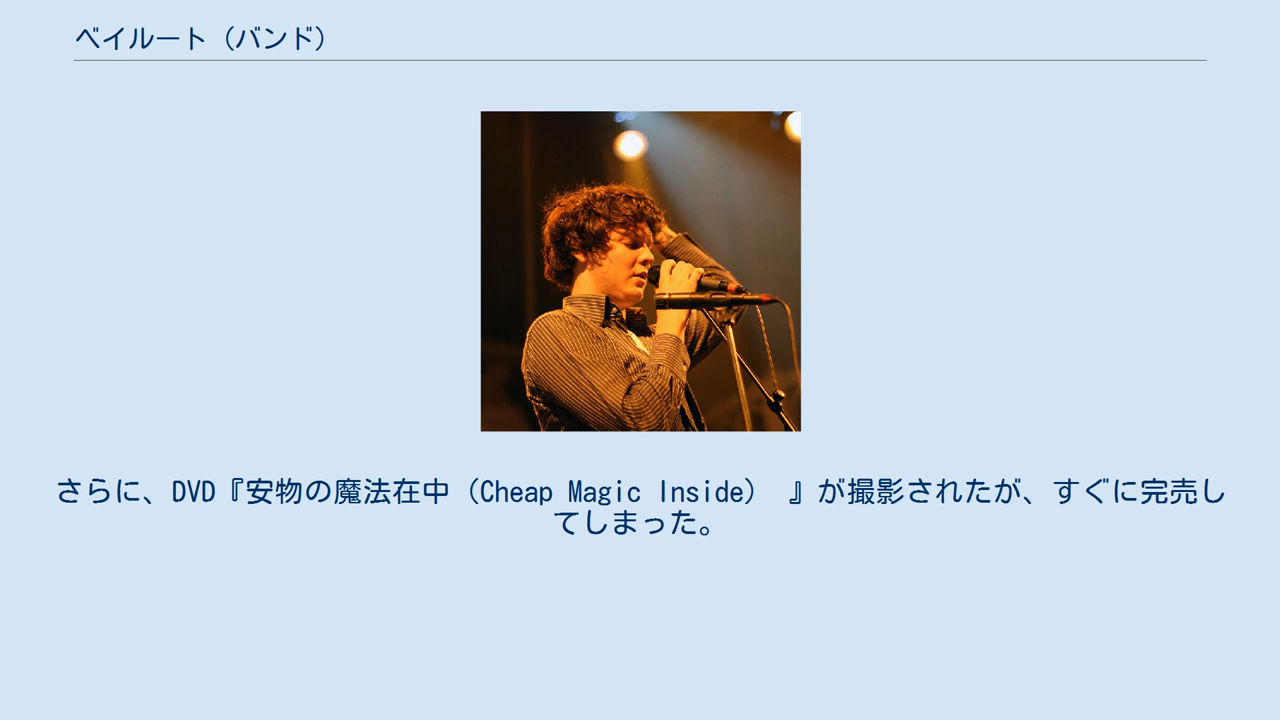 ベイルート（バンド）
さらに、DVD『安物の魔法在中（Cheap Magic Inside） 』が撮影されたが、すぐに完売し
てしまった。